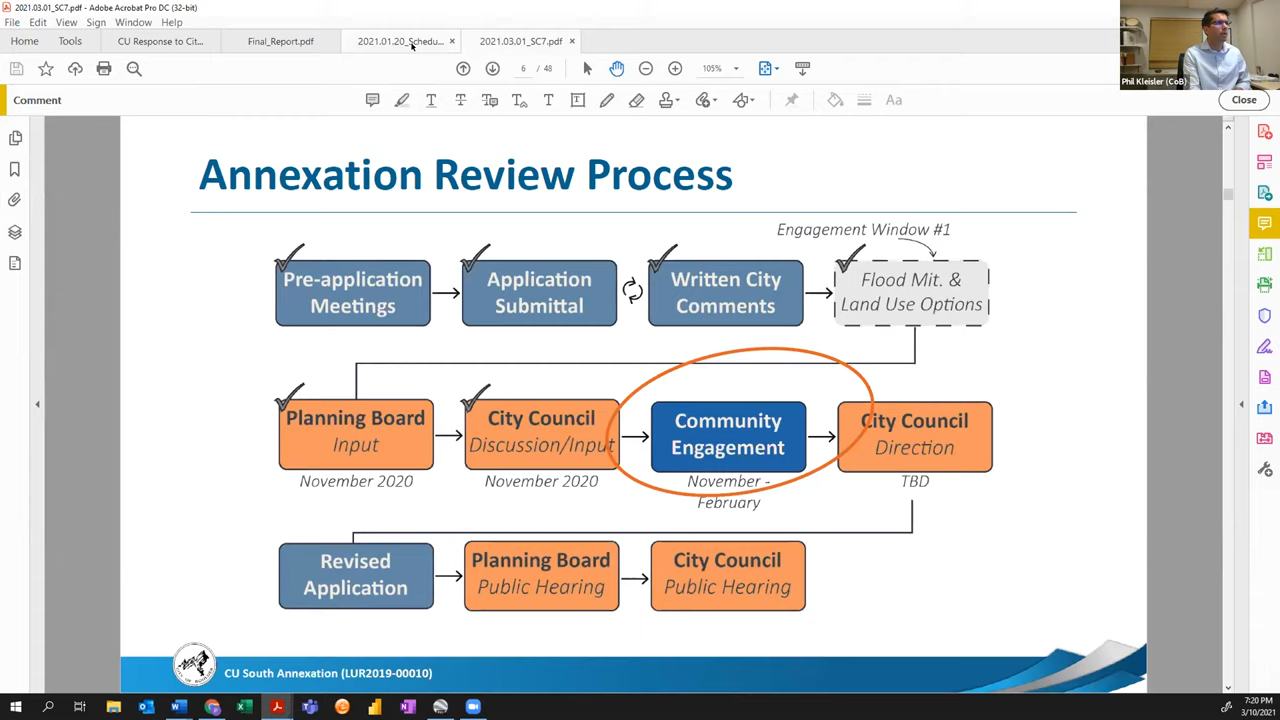 2021.03.01_SC7.pdf - Adobe Acrobat Pro DC (32-bit)
File Edit View Sign Window Help
Home Tools CU Response to Cit... Final_Report.pdf 2021.01.20_Schedu... × 2021.03.01_SC7.pdf ×
6 / 48 105%
Comment
Close
Phil Kleisler (CoB)
Annexation Review Process
Engagement Window #1
Pre-application
Meetings
Application
Submittal
Written City
Comments
Flood Mit. &
Land Use Options
Planning Board
Input
November 2020
City Council
Discussion/Input
November 2020
Community
Engagement
November -
February
City Council
Direction
TBD
Revised
Application
Planning Board
Public Hearing
City Council
Public Hearing
CU South Annexation (LUR2019-00010)
7:20 PM
3/10/2021